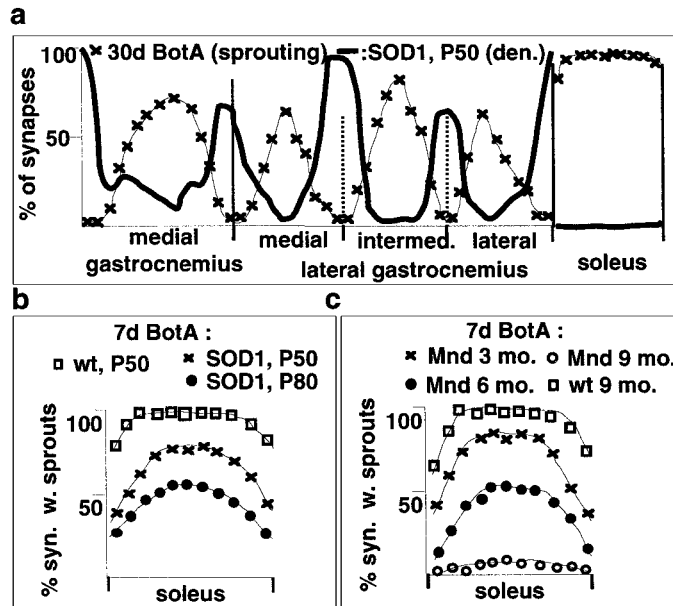 a
100 × 30d BotA (sprouting) :SOD1, P50 (den.)
50
% of synapses
medial medial intermed. lateral
gastrocnemius lateral gastrocnemius soleus
b
7d BotA :
wt, P50 × SOD1, P50
SOD1, P80
100
50
% syn. w. sprouts
soleus
c
7d BotA :
× Mnd 3 mo. Mnd 9 mo.
Mnd 6 mo. wt 9 mo.
100
50
% syn. w. sprouts
soleus